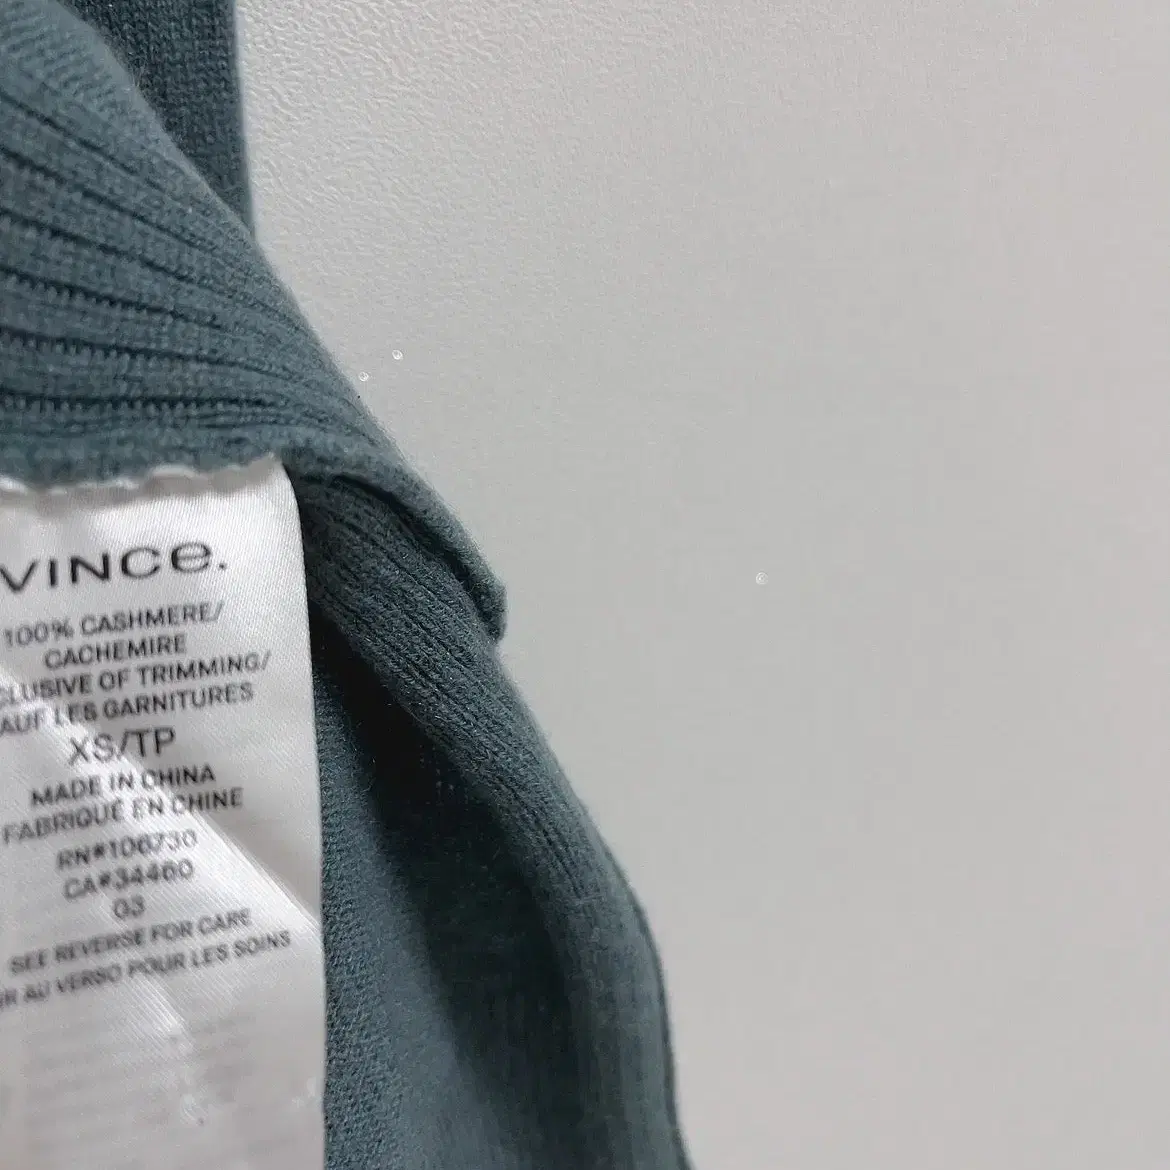 VINCe.
100% CASHMERE/
CACHEMIRE
CLUSIVE OF TRIMMING/
AUF LES GARNITURES
XS/TP
MADE IN CHINA
FABRIQUÉ EN CHINE
RN#106730
CA#34460
03
SEE REVERSE FOR CARE
IR AU VERSO POUR LES SOINS